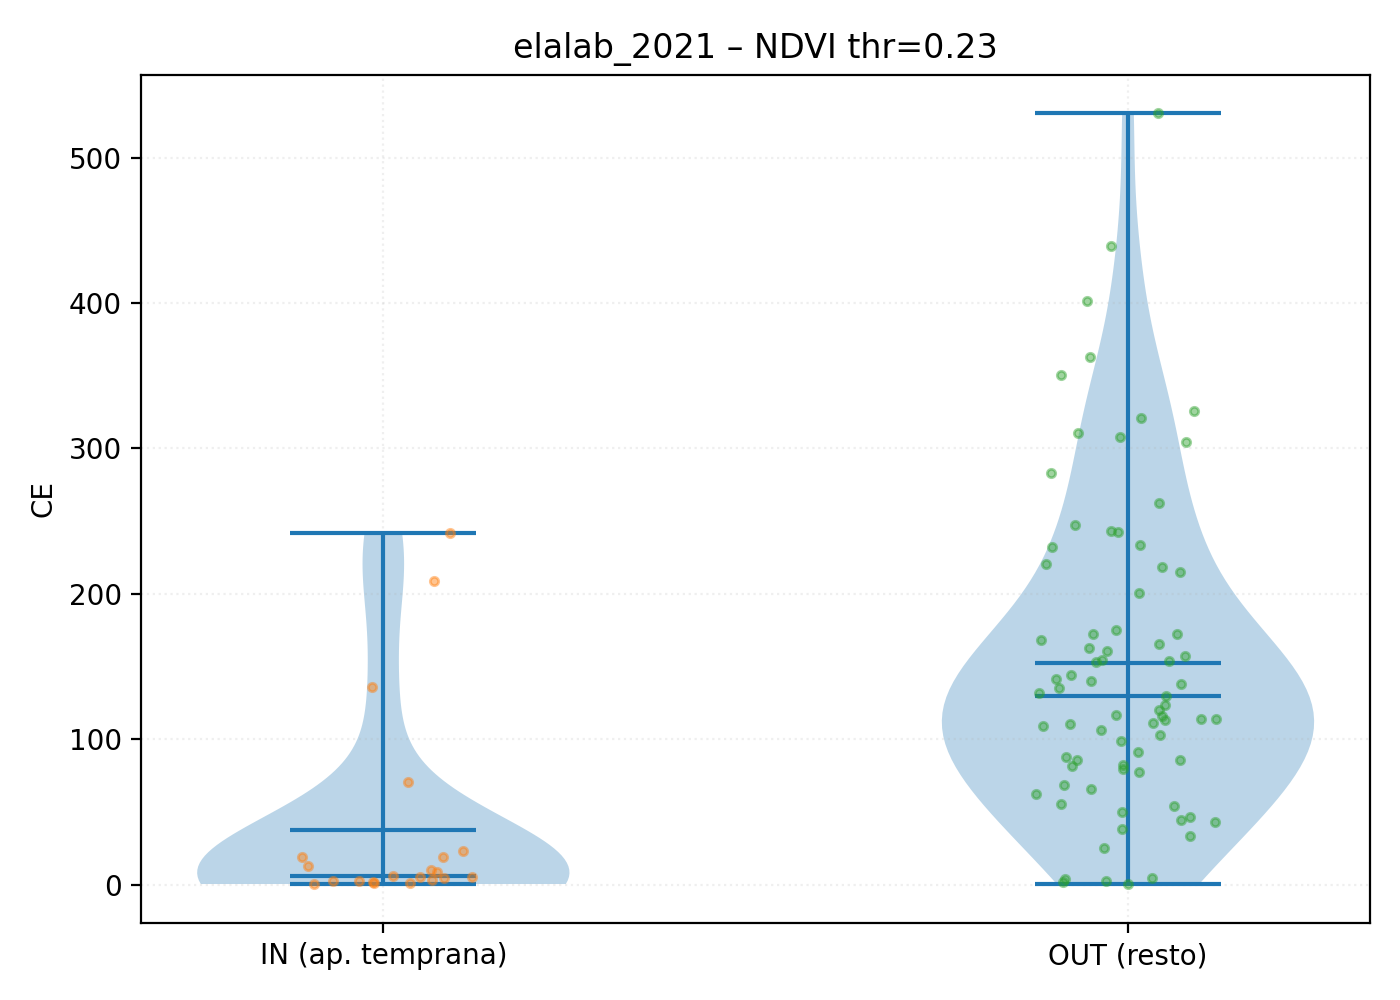 elalab_2021 – NDVI thr=0.23
500
400
300
200
100
0
CE
IN (ap. temprana)
OUT (resto)